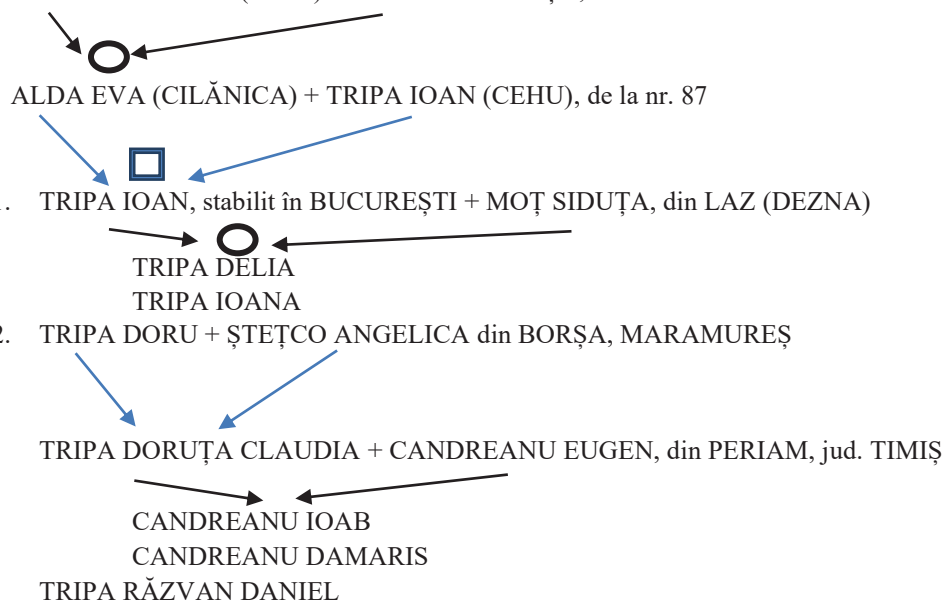 ALDA EVA (CILĂNICA) + TRIPA IOAN (CEHU), de la nr. 87
TRIPA IOAN, stabilit în BUCUREȘTI + MOȚ SIDUȚA, din LAZ (DEZNA)
TRIPA DELIA
TRIPA IOANA
2. TRIPA DORU + ȘTEȚCO ANGELICA din BORȘA, MARAMUREȘ
TRIPA DORUȚA CLAUDIA + CANDREANU EUGEN, din PERIAM, jud. TIMIȘ
CANDREANU IOAB
CANDREANU DAMARIS
TRIPA RĂZVAN DANIEL